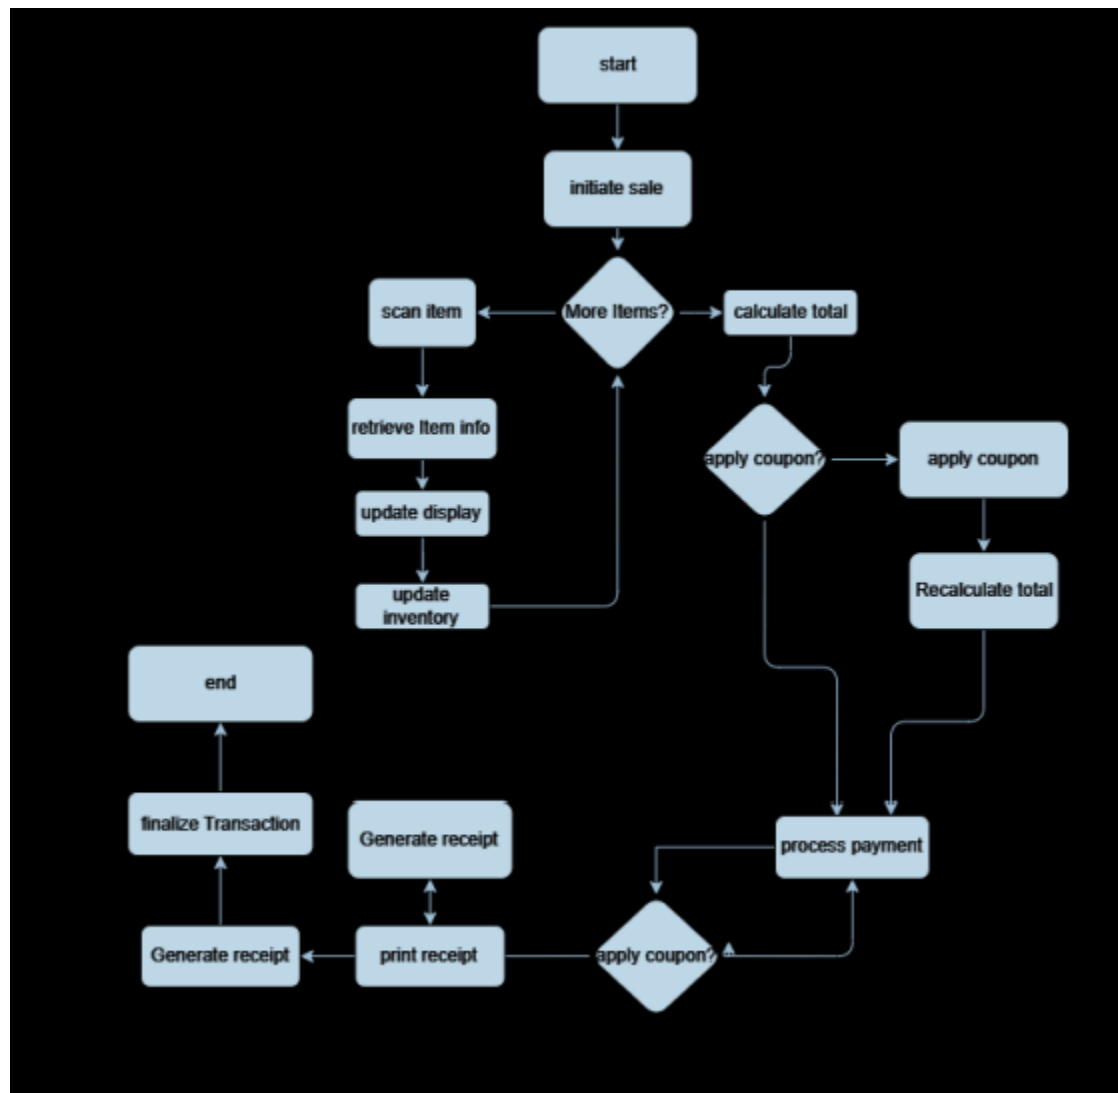 start
initiate sale
More Items?
scan item
calculate total
retrieve Item info
apply coupon?
apply coupon
update display
update
inventory
Recalculate total
end
finalize Transaction
Generate receipt
process payment
Generate receipt
print receipt
apply coupon?